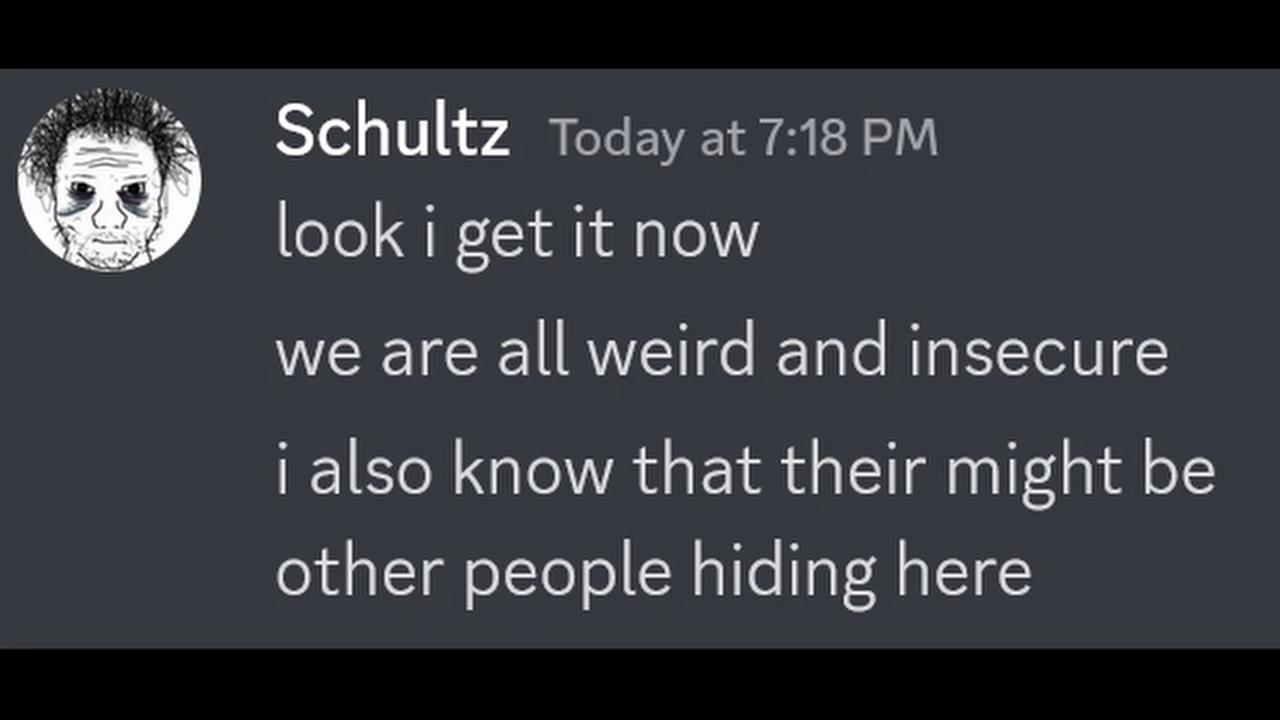 Schultz Today at 7:18 PM
look i get it now
we are all weird and insecure
i also know that their might be
other people hiding here